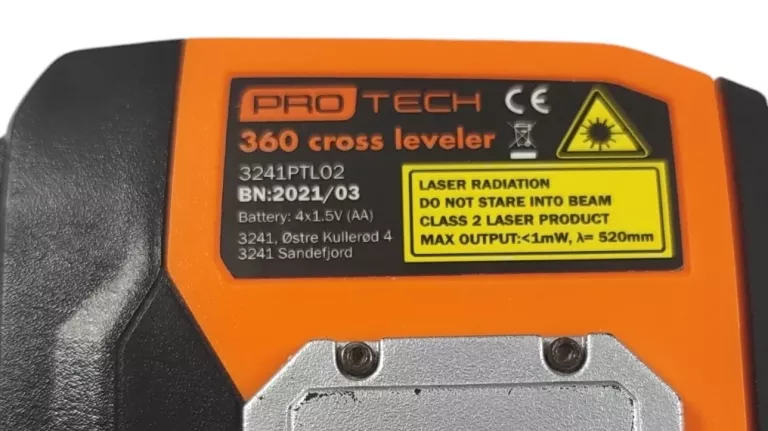 PRO TECH
360 cross leveler
3241PTL02
BN:2021/03
Battery: 4x1.5V (AA)
3241, Østre Kullerød 4
3241 Sandefjord
CE
LASER RADIATION
DO NOT STARE INTO BEAM
CLASS 2 LASER PRODUCT
MAX OUTPUT:<1mW, λ= 520mm